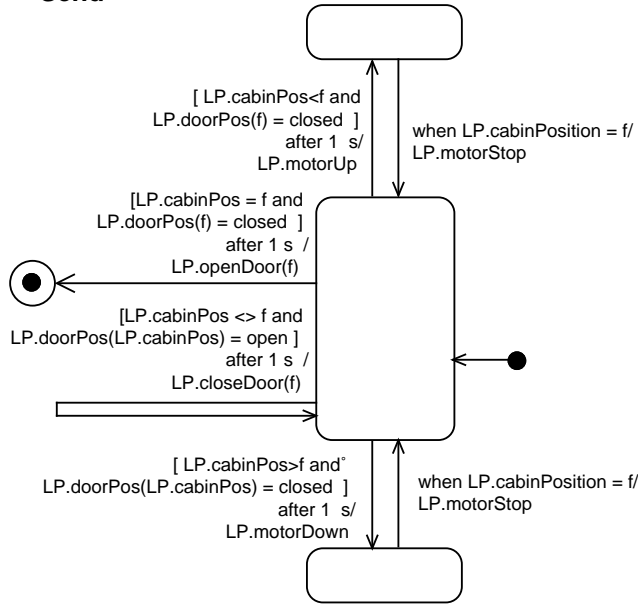 [ LP.cabinPos<f and
LP.doorPos(f) = closed ]
after 1 s/
LP.motorUp
when LP.cabinPosition = f/
LP.motorStop
[LP.cabinPos = f and
LP.doorPos(f) = closed ]
after 1 s /
LP.openDoor(f)
[LP.cabinPos <> f and
LP.doorPos(LP.cabinPos) = open ]
after 1 s /
LP.closeDoor(f)
[ LP.cabinPos>f and°
LP.doorPos(LP.cabinPos) = closed ]
after 1 s/
LP.motorDown
when LP.cabinPosition = f/
LP.motorStop